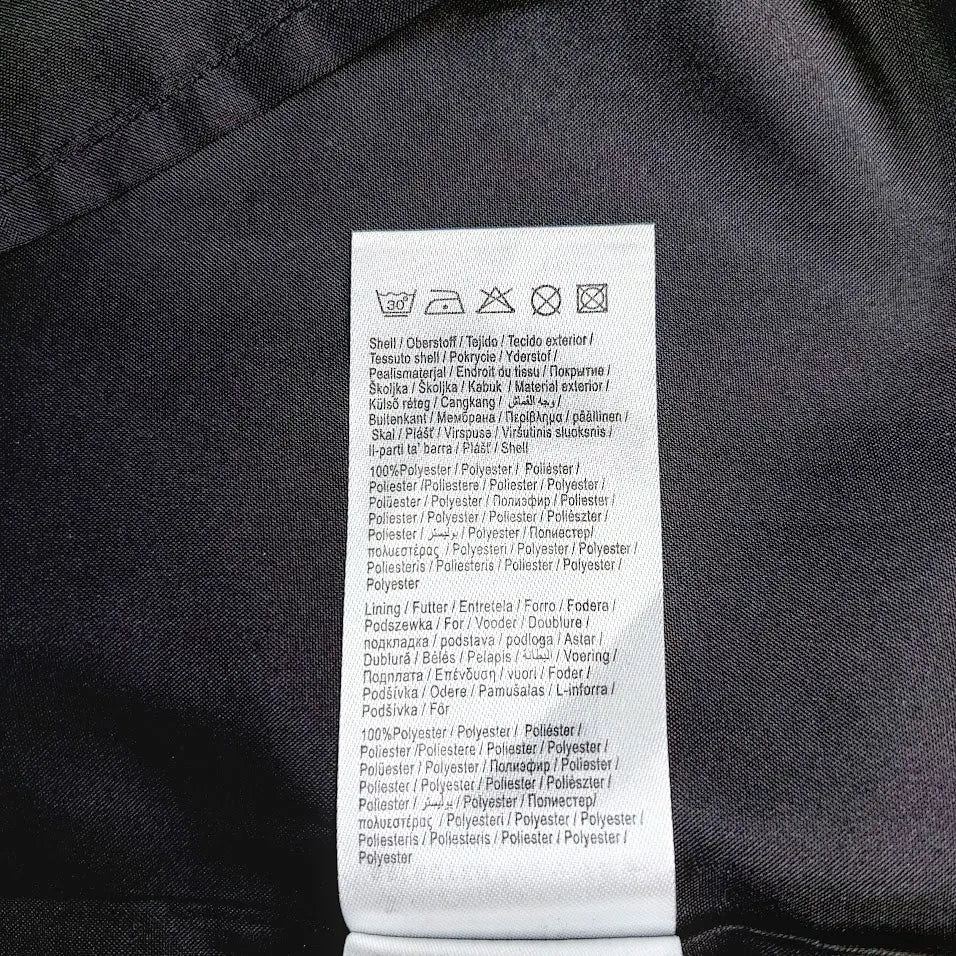 30°
Shell / Oberstoff / Tejido / Tecido exterior /
Tessuto shell / Pokrycie / Yderstof /
Pealismaterjal / Endroit du tissu / Покрытие /
Školjka / Školjka / Kabuk / Material exterior /
Külső réteg / Cangkang / وجه القماش /
Buitenkant / Мембрана / Περίβλημα / päällinen /
Skal / Plášť / Virspuse / Viršutinis sluoksnis /
Il-parti ta' barra / Plášť / Shell
100%Polyester / Polyester / Poliéster /
Poliester /Poliestere / Poliester / Polyester /
Polüester / Polyester / Полиэфир / Poliester /
Poliester / Polyester / Poliester / Poliészter /
Poliester / بوليستر / Polyester / Полиестер/
πολυεστέρας / Polyesteri / Polyester / Polyester /
Poliesteris / Poliesteris / Poliester / Polyester /
Polyester
Lining / Futter / Entretela / Forro / Fodera /
Podszewka / For / Vooder / Doublure /
подкладка / podstava / podloga / Astar /
Dublură / Bélés / Pelapis / البطانة / Voering /
Подплата / Επένδυση / vuori / Foder /
Podšívka / Odere / Pamušalas / L-inforra /
Podšívka / Fór
100%Polyester / Polyester / Poliéster /
Poliester /Poliestere / Poliester / Polyester /
Polüester / Polyester / Полиэфир / Poliester /
Poliester / Polyester / Poliester / Poliészter /
Poliester / بوليستر / Polyester / Полиестер/
πολυεστέρας / Polyesteri / Polyester / Polyester /
Poliesteris / Poliesteris / Poliester / Polyester /
Polyester